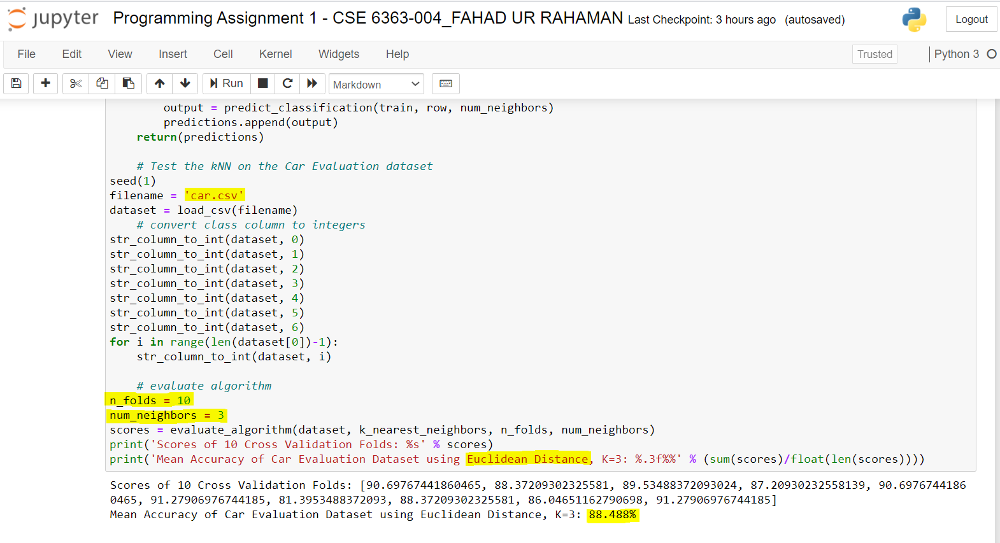 jupyter Programming Assignment 1 - CSE 6363-004_FAHAD UR RAHAMAN Last Checkpoint: 3 hours ago (autosaved) Logout
File Edit View Insert Cell Kernel Widgets Help Trusted Python 3
Run Markdown
        output = predict_classification(train, row, num_neighbors)
        predictions.append(output)
    return(predictions)
    # Test the kNN on the Car Evaluation dataset
seed(1)
filename = 'car.csv'
dataset = load_csv(filename)
    # convert class column to integers
str_column_to_int(dataset, 0)
str_column_to_int(dataset, 1)
str_column_to_int(dataset, 2)
str_column_to_int(dataset, 3)
str_column_to_int(dataset, 4)
str_column_to_int(dataset, 5)
str_column_to_int(dataset, 6)
for i in range(len(dataset[0])-1):
    str_column_to_int(dataset, i)
    # evaluate algorithm
n_folds = 10
num_neighbors = 3
scores = evaluate_algorithm(dataset, k_nearest_neighbors, n_folds, num_neighbors)
print('Scores of 10 Cross Validation Folds: %s' % scores)
print('Mean Accuracy of Car Evaluation Dataset using Euclidean Distance, K=3: %.3f%%' % (sum(scores)/float(len(scores))))
Scores of 10 Cross Validation Folds: [90.69767441860465, 88.37209302325581, 89.53488372093024, 87.20930232558139, 90.6976744186
0465, 91.27906976744185, 81.3953488372093, 88.37209302325581, 86.04651162790698, 91.27906976744185]
Mean Accuracy of Car Evaluation Dataset using Euclidean Distance, K=3: 88.488%